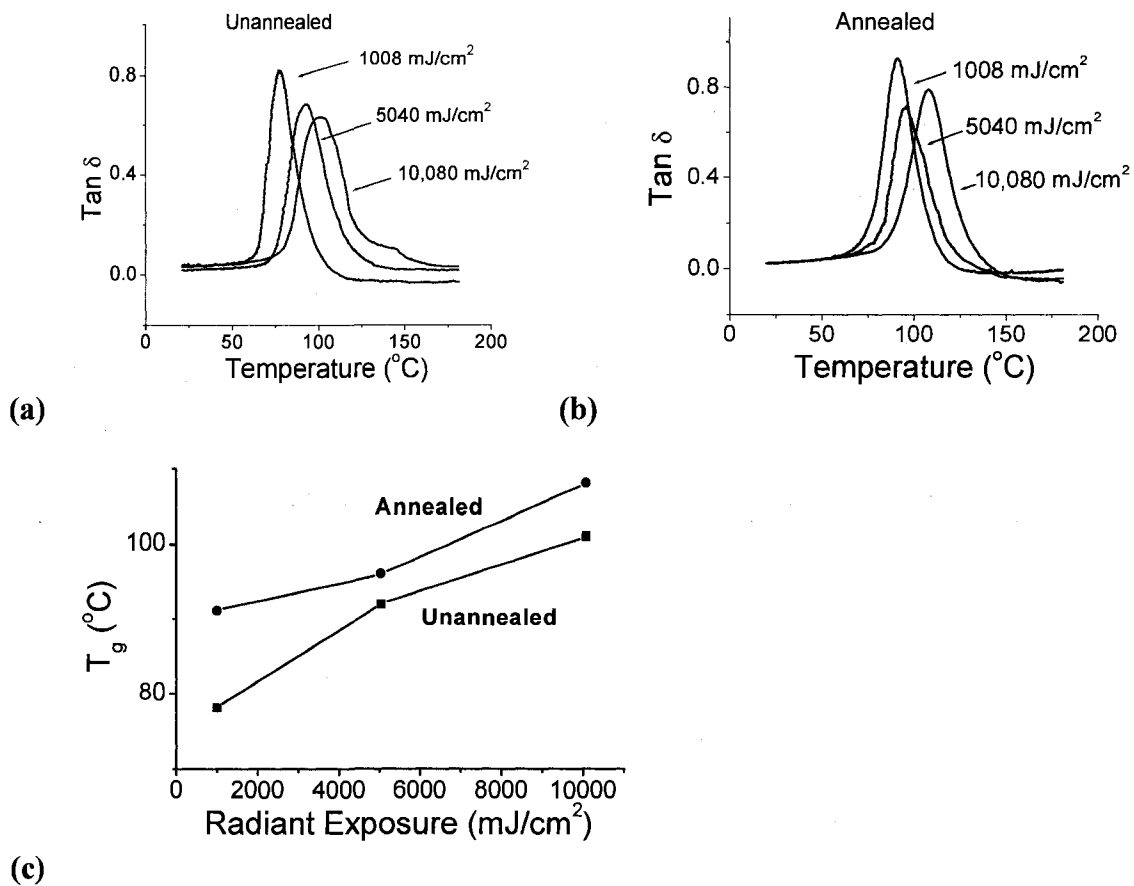 Unannealed
1008 mJ/cm²
5040 mJ/cm²
10,080 mJ/cm²
0.8
0.4
0.0
Tan δ
0 50 100 150 200
Temperature (°C)
(a)
Annealed
1008 mJ/cm²
5040 mJ/cm²
10,080 mJ/cm²
0.8
0.4
0.0
Tan δ
0 50 100 150 200
Temperature (°C)
(b)
Annealed
Unannealed
100
80
T_g (°C)
0 2000 4000 6000 8000 10000
Radiant Exposure (mJ/cm²)
(c)